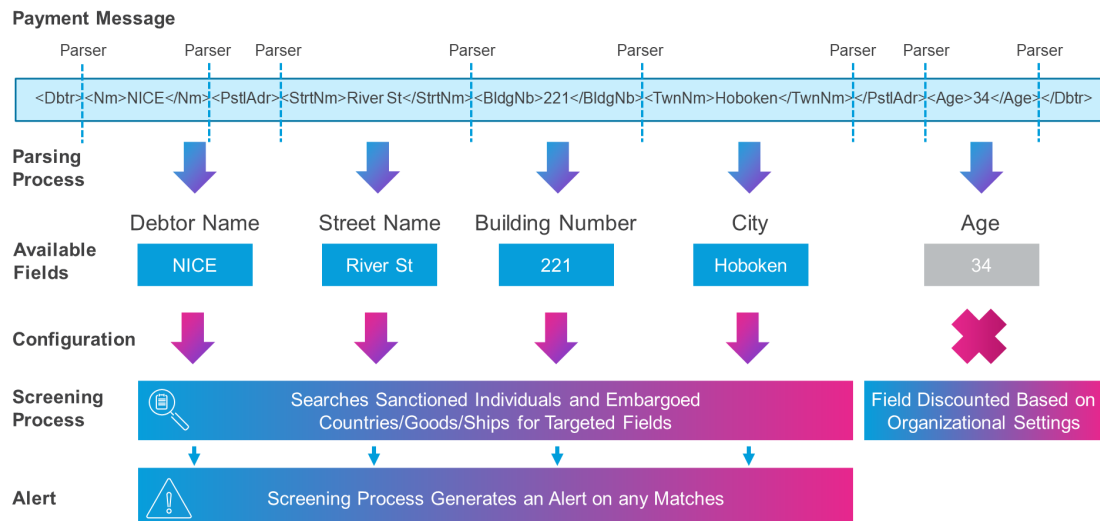 Payment Message
Parser Parser Parser Parser Parser Parser Parser Parser
<Dbtr><Nm>NICE</Nm><PstlAdr><StrtNm>River St</StrtNm><BldgNb>221</BldgNb><TwnNm>Hoboken</TwnNm></PstlAdr><Age>34</Age></Dbtr>
Parsing
Process
Debtor Name Street Name Building Number City Age
Available
Fields
NICE River St 221 Hoboken 34
Configuration
Screening
Process
Searches Sanctioned Individuals and Embargoed
Countries/Goods/Ships for Targeted Fields
Field Discounted Based on
Organizational Settings
Alert
Screening Process Generates an Alert on any Matches